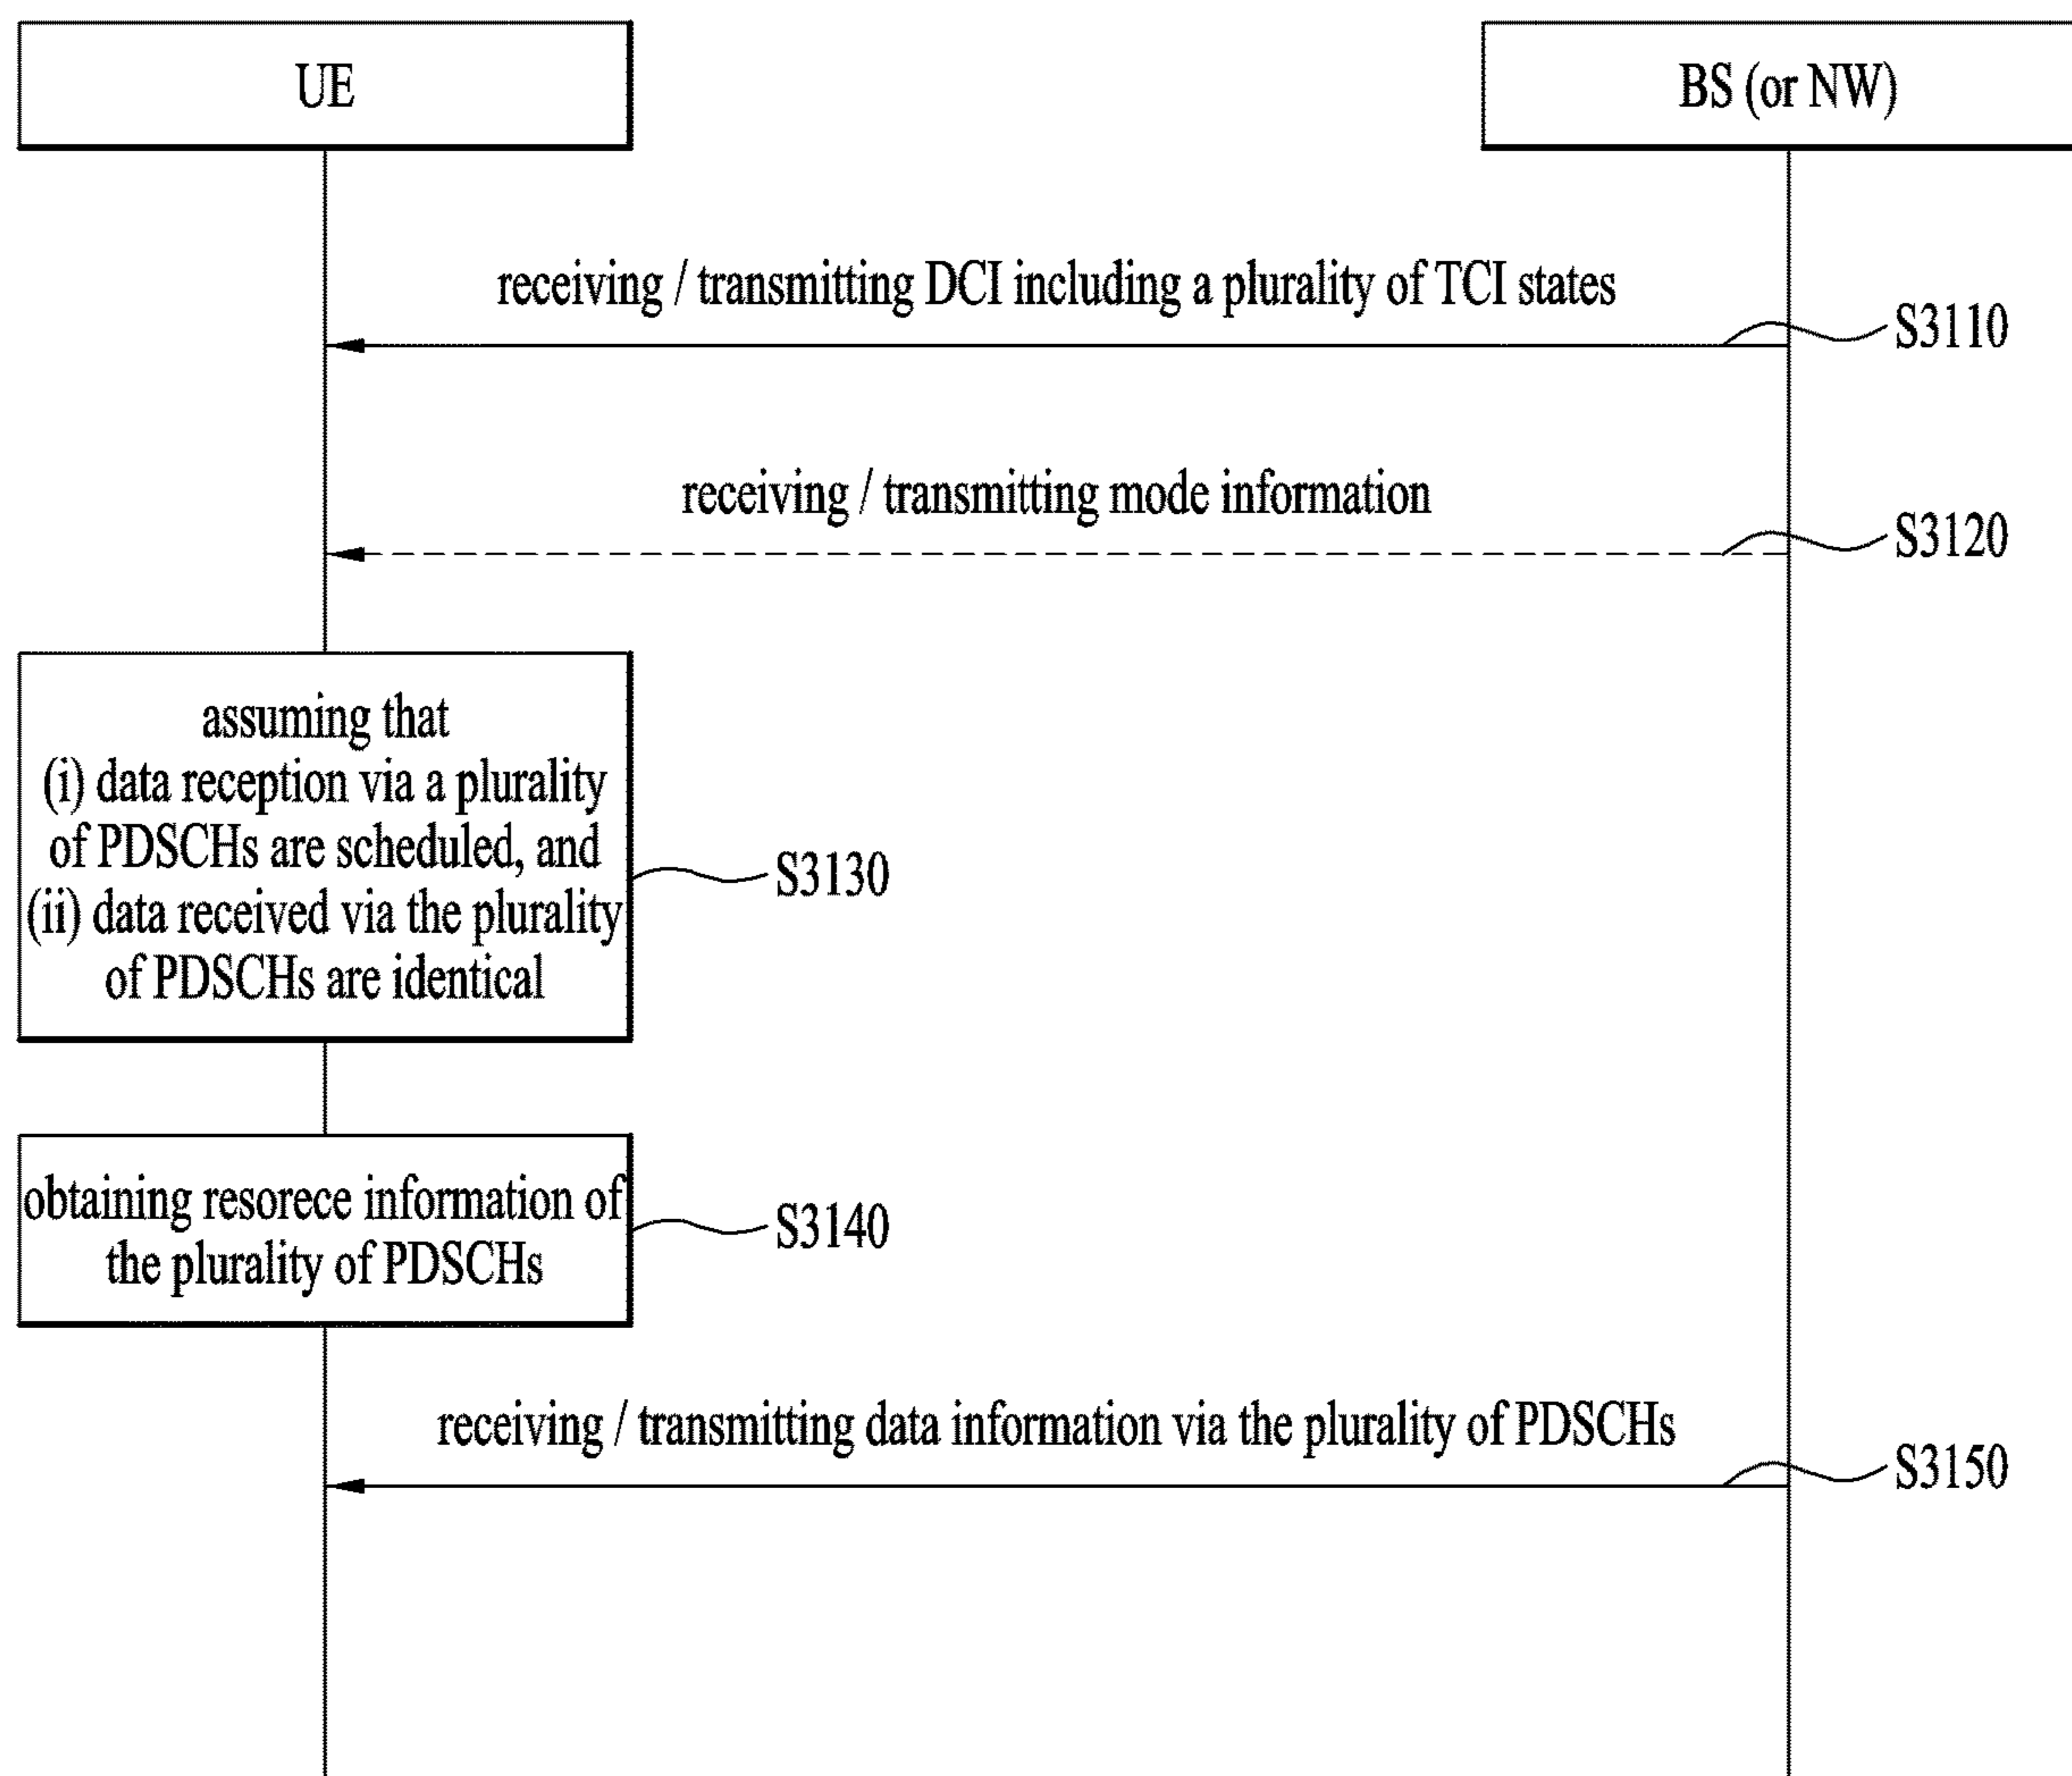 UE
BS (or NW)
receiving / transmitting DCI including a plurality of TCI states
S3110
receiving / transmitting mode information
S3120
assuming that
(i) data reception via a plurality
of PDSCHs are scheduled, and
(ii) data received via the plurality
of PDSCHs are identical
S3130
obtaining resorece information of
the plurality of PDSCHs
S3140
receiving / transmitting data information via the plurality of PDSCHs
S3150